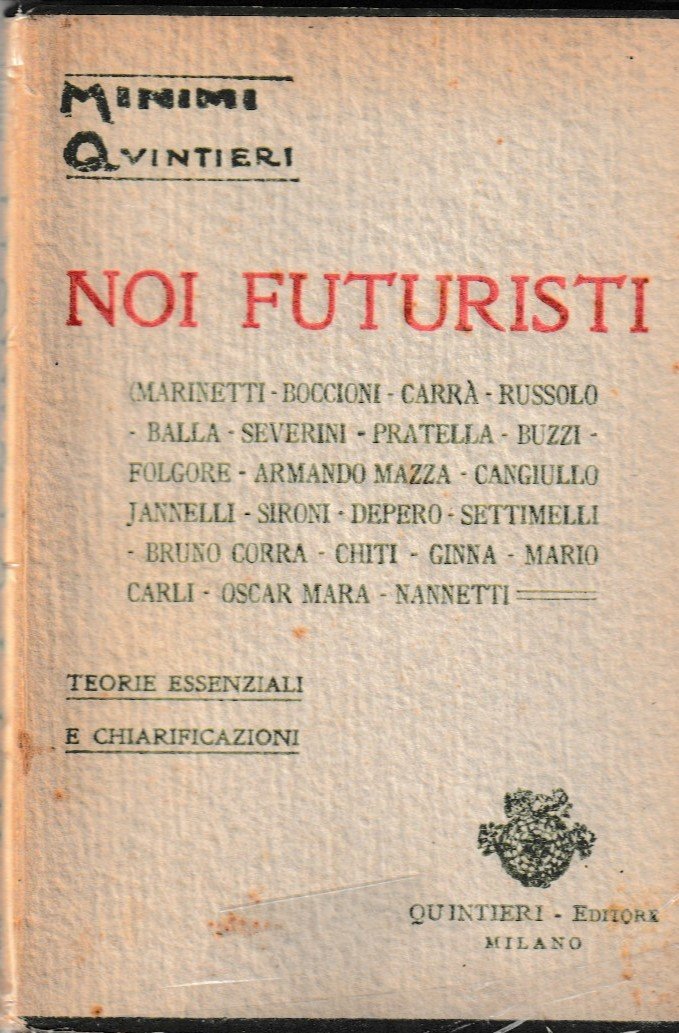 MINIMI
QVINTIERI
NOI FUTURISTI
(MARINETTI - BOCCIONI - CARRÀ - RUSSOLO
- BALLA - SEVERINI - PRATELLA - BUZZI -
FOLGORE - ARMANDO MAZZA - CANGIULLO
JANNELLI - SIRONI - DEPERO - SETTIMELLI
- BRUNO CORRA - CHITI - GINNA - MARIO
CARLI - OSCAR MARA - NANNETTI
TEORIE ESSENZIALI
E CHIARIFICAZIONI
QUINTIERI - EDITORE
MILANO